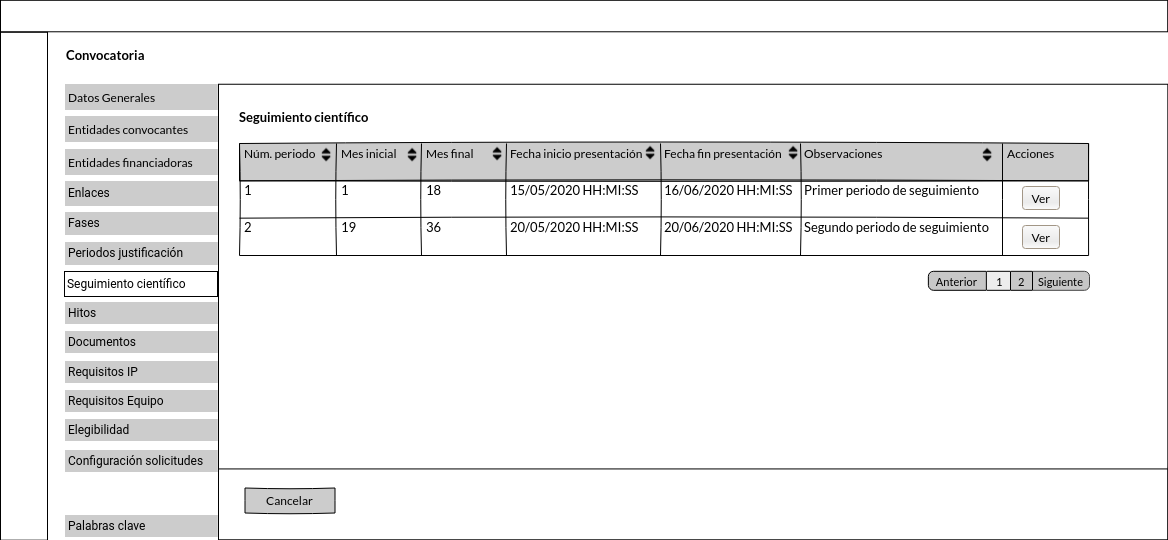 Convocatoria
Datos Generales
Entidades convocantes
Entidades financiadoras
Enlaces
Fases
Periodos justificación
Seguimiento científico
Hitos
Documentos
Requisitos IP
Requisitos Equipo
Elegibilidad
Configuración solicitudes
Palabras clave
Seguimiento científico
Núm. periodo Mes inicial Mes final Fecha inicio presentación Fecha fin presentación Observaciones Acciones
1 1 18 15/05/2020 HH:MI:SS 16/06/2020 HH:MI:SS Primer periodo de seguimiento Ver
2 19 36 20/05/2020 HH:MI:SS 20/06/2020 HH:MI:SS Segundo periodo de seguimiento Ver
Anterior 1 2 Siguiente
Cancelar